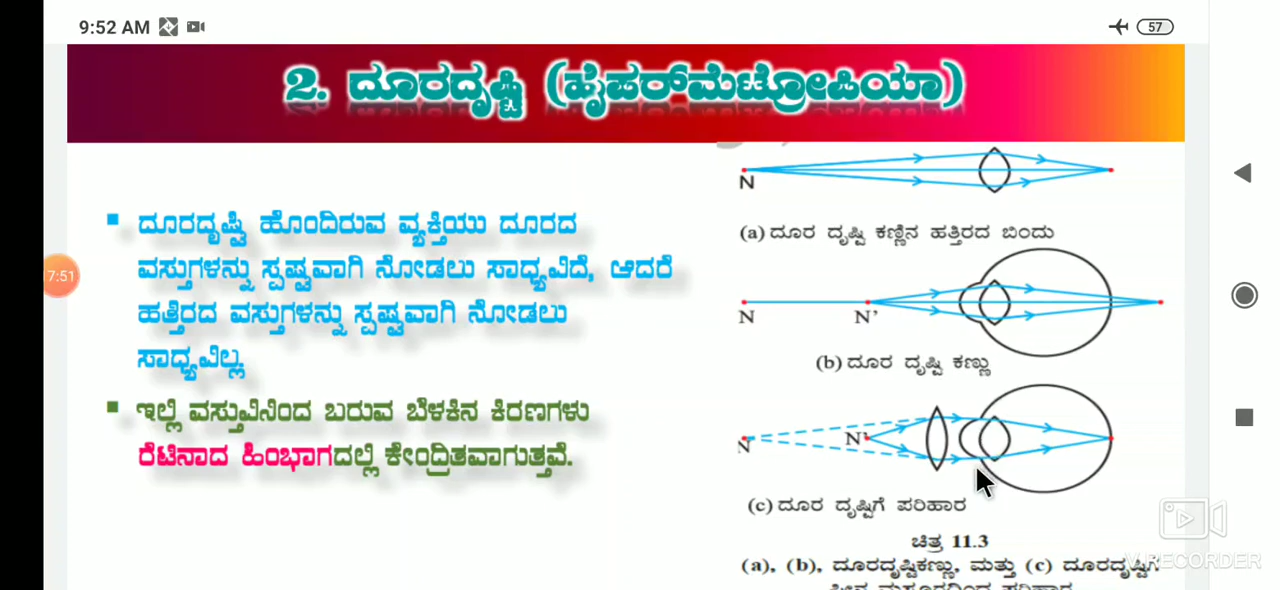 9:52 AM
57
2. ದೂರದೃಷ್ಟಿ (ಹೈಪರ್‌ಮೆಟ್ರೋಪಿಯಾ)
ದೂರದೃಷ್ಟಿ ಹೊಂದಿರುವ ವ್ಯಕ್ತಿಯು ದೂರದ
ವಸ್ತುಗಳನ್ನು ಸ್ಪಷ್ಟವಾಗಿ ನೋಡಲು ಸಾಧ್ಯವಿದೆ, ಆದರೆ
ಹತ್ತಿರದ ವಸ್ತುಗಳನ್ನು ಸ್ಪಷ್ಟವಾಗಿ ನೋಡಲು
ಸಾಧ್ಯವಿಲ್ಲ
7:51
ಇಲ್ಲಿ ವಸ್ತುವಿನಿಂದ ಬರುವ ಬೆಳಕಿನ ಕಿರಣಗಳು
ರೆಟಿನಾದ ಹಿಂಭಾಗದಲ್ಲಿ ಕೇಂದ್ರಿತವಾಗುತ್ತವೆ.
N
(a) ದೂರ ದೃಷ್ಟಿ ಕಣ್ಣಿನ ಹತ್ತಿರದ ಬಿಂದು
N N'
(b) ದೂರ ದೃಷ್ಟಿ ಕಣ್ಣು
N N'
(c) ದೂರ ದೃಷ್ಟಿಗೆ ಪರಿಹಾರ
ಚಿತ್ರ 11.3
(a), (b), ದೂರದೃಷ್ಟಿಕಣ್ಣು, ಮತ್ತು (c) ದೂರದೃಷ್ಟಿಗೆ
V.RECORDER